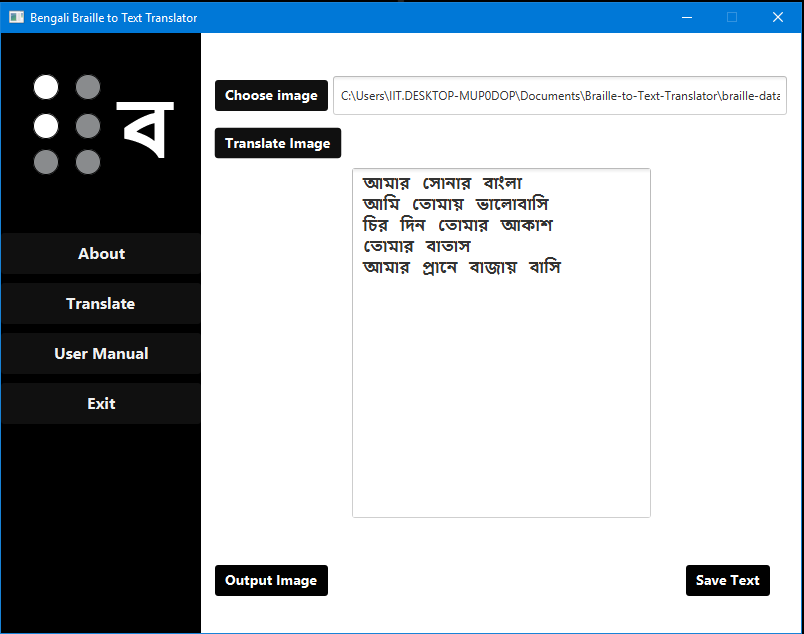 Bengali Braille to Text Translator
ব
About
Translate
User Manual
Exit
Choose image
C:\Users\IIT.DESKTOP-MUP0DOP\Documents\Braille-to-Text-Translator\braille-data
Translate Image
আমার সোনার বাংলা
আমি তোমায় ভালোবাসি
চির দিন তোমার আকাশ
তোমার বাতাস
আমার প্রানে বাজায় বাসি
Output Image
Save Text